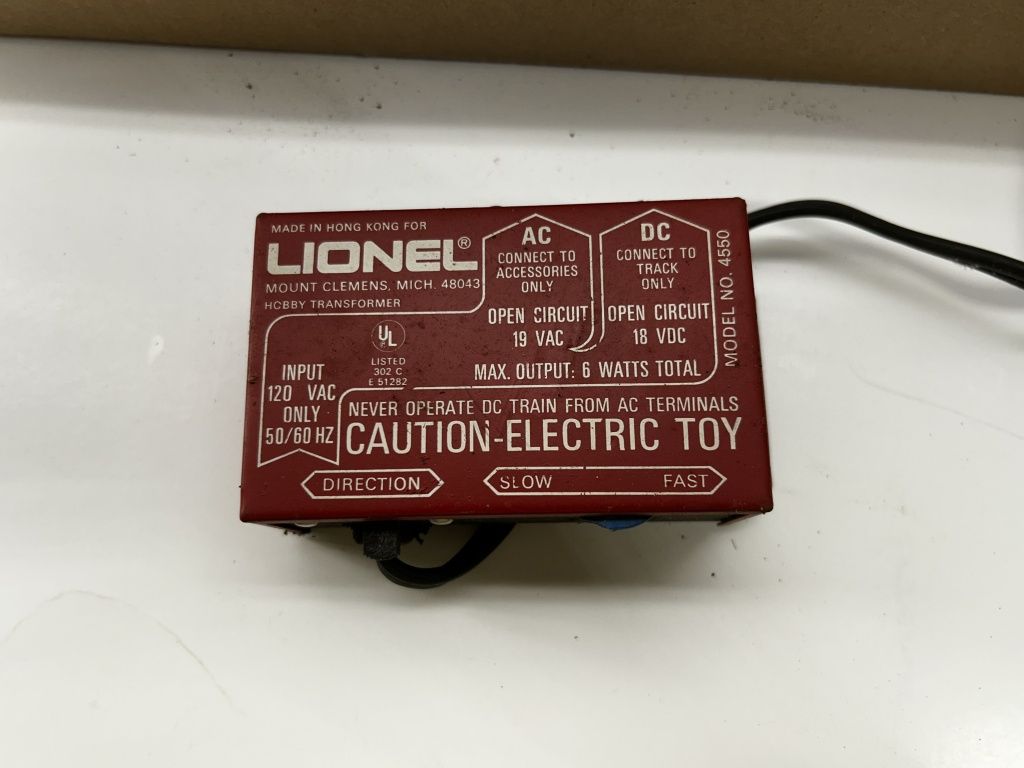 MADE IN HONG KONG FOR
LIONEL®
MOUNT CLEMENS, MICH. 48043
HCBBY TRANSFORMER
UL
LISTED
302 C
E 51282
INPUT
120 VAC
ONLY
50/60 HZ
AC
CONNECT TO
ACCESSORIES
ONLY
OPEN CIRCUIT
19 VAC
DC
CONNECT TO
TRACK
ONLY
OPEN CIRCUIT
18 VDC
MODEL NO. 4550
MAX. OUTPUT: 6 WATTS TOTAL
NEVER OPERATE DC TRAIN FROM AC TERMINALS
CAUTION-ELECTRIC TOY
DIRECTION
SLOW FAST